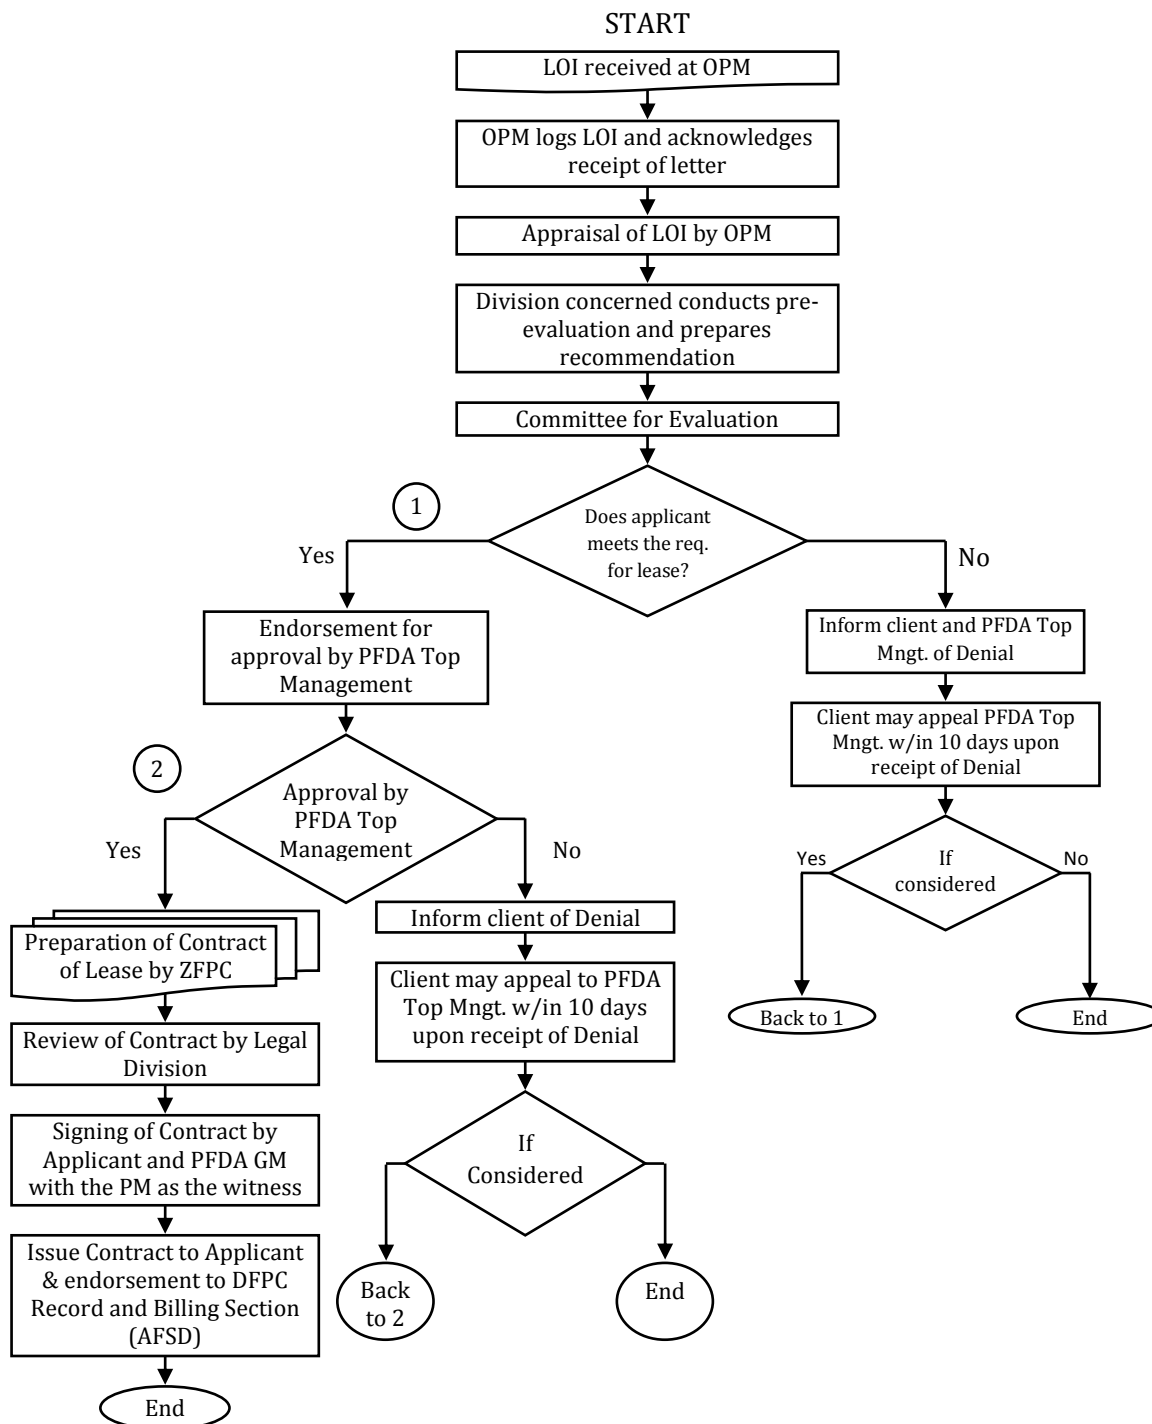 START
LOI received at OPM
OPM logs LOI and acknowledges
receipt of letter
Appraisal of LOI by OPM
Division concerned conducts pre-
evaluation and prepares
recommendation
Committee for Evaluation
1
Does applicant
meets the req.
for lease?
Yes
No
Endorsement for
approval by PFDA Top
Management
Inform client and PFDA Top
Mngt. of Denial
Client may appeal PFDA Top
Mngt. w/in 10 days upon
receipt of Denial
2
Approval by
PFDA Top
Management
Yes
No
If
considered
Yes
No
Back to 1
End
Preparation of Contract
of Lease by ZFPC
Inform client of Denial
Client may appeal to PFDA
Top Mngt. w/in 10 days
upon receipt of Denial
Review of Contract by Legal
Division
Signing of Contract by
Applicant and PFDA GM
with the PM as the witness
If
Considered
Issue Contract to Applicant
& endorsement to DFPC
Record and Billing Section
(AFSD)
Back
to 2
End
End